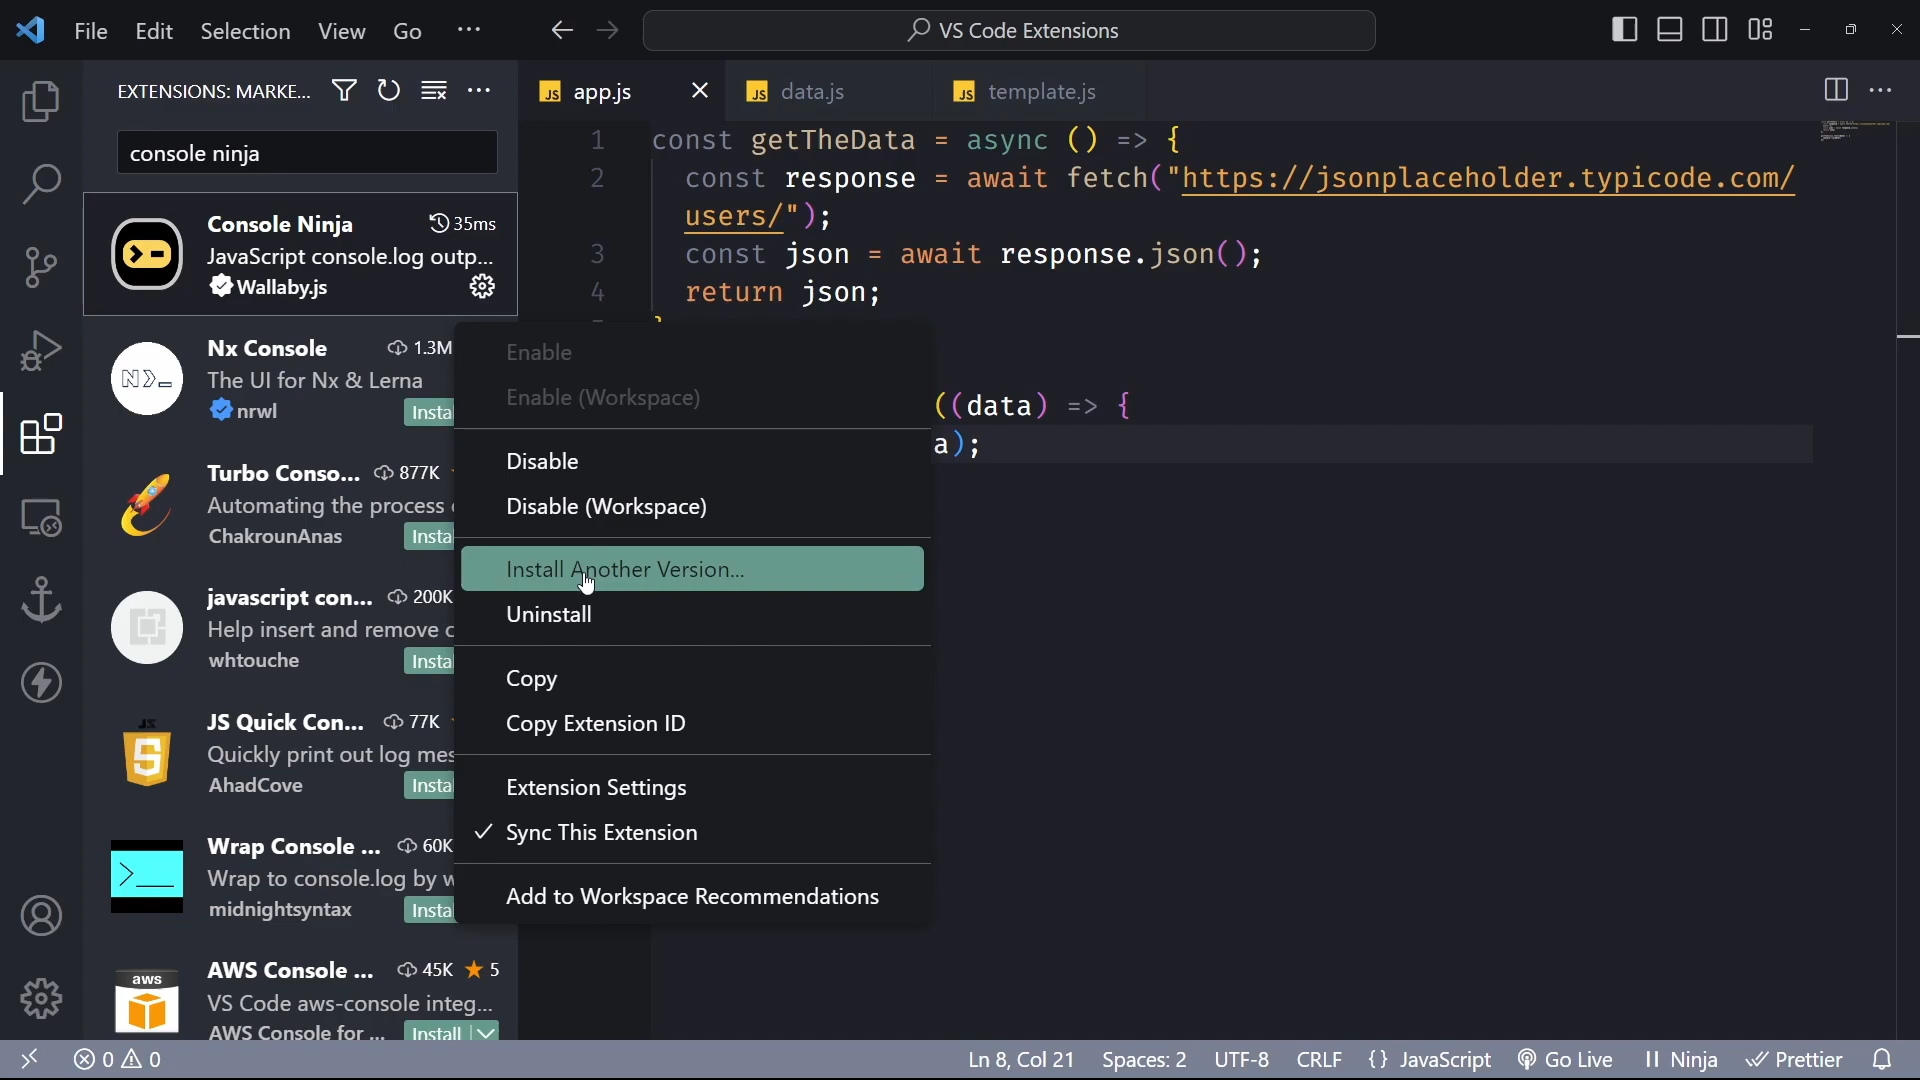 File Edit Selection View Go ···
VS Code Extensions
EXTENSIONS: MARKE...
console ninja
Console Ninja 35ms
JavaScript console.log outp...
Wallaby.js
Nx Console 1.3M
The UI for Nx & Lerna
nrwl Insta
Turbo Conso... 877K
Automating the process
ChakrounAnas Insta
javascript con... 200K
Help insert and remove c
whtouche Insta
JS Quick Con... 77K
Quickly print out log mes
AhadCove Insta
Wrap Console ... 60K
Wrap to console.log by w
midnightsyntax Insta
aws
AWS Console ... 45K 5
VS Code aws-console integ...
AWS Console for ... Install
JS app.js JS data.js JS template.js
1 const getTheData = async () => {
2 const response = await fetch("https://jsonplaceholder.typicode.com/
users/");
3 const json = await response.json();
4 return json;
((data) => {
a);
Enable
Enable (Workspace)
Disable
Disable (Workspace)
Install Another Version...
Uninstall
Copy
Copy Extension ID
Extension Settings
✓ Sync This Extension
Add to Workspace Recommendations
0 0 Ln 8, Col 21 Spaces: 2 UTF-8 CRLF {} JavaScript Go Live Ninja Prettier